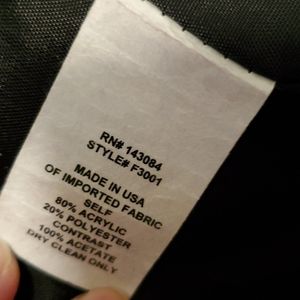 RN# 143084
STYLE# F3001
MADE IN USA
OF IMPORTED FABRIC
SELF
80% ACRYLIC
20% POLYESTER
CONTRAST
100% ACETATE
DRY CLEAN ONLY